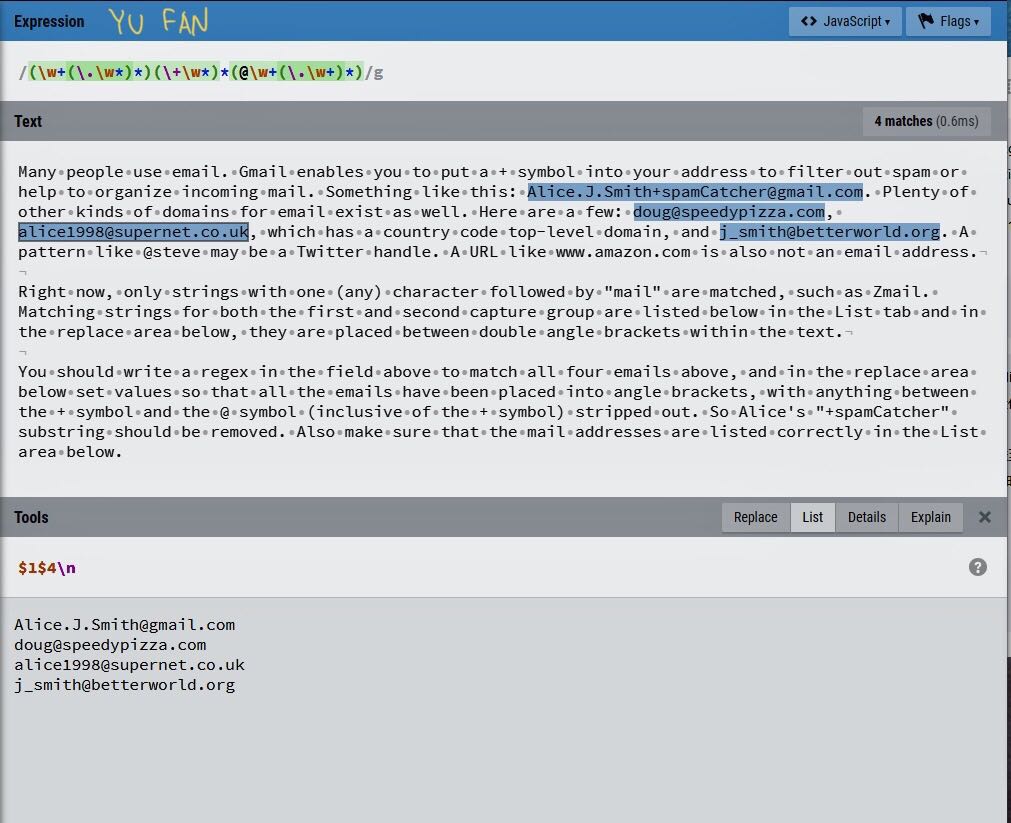 Expression YU FAN <> JavaScript ▾ Flags ▾
/(\w+(\.\w*)*)(\+\w*)*(@\w+(\.\w+)*)/g
Text 4 matches (0.6ms)
Many people use email. Gmail enables you to put a + symbol into your address to filter out spam or
help to organize incoming mail. Something like this: Alice.J.Smith+spamCatcher@gmail.com. Plenty of
other kinds of domains for email exist as well. Here are a few: doug@speedypizza.com,
alice1998@supernet.co.uk, which has a country code top-level domain, and j_smith@betterworld.org. A
pattern like @steve may be a Twitter handle. A URL like www.amazon.com is also not an email address.
Right now, only strings with one (any) character followed by "mail" are matched, such as Zmail.
Matching strings for both the first and second capture group are listed below in the List tab and in
the replace area below, they are placed between double angle brackets within the text.
You should write a regex in the field above to match all four emails above, and in the replace area
below set values so that all the emails have been placed into angle brackets, with anything between
the + symbol and the @ symbol (inclusive of the + symbol) stripped out. So Alice's "+spamCatcher"
substring should be removed. Also make sure that the mail addresses are listed correctly in the List
area below.
Tools Replace List Details Explain ×
$1$4\n ?
Alice.J.Smith@gmail.com
doug@speedypizza.com
alice1998@supernet.co.uk
j_smith@betterworld.org